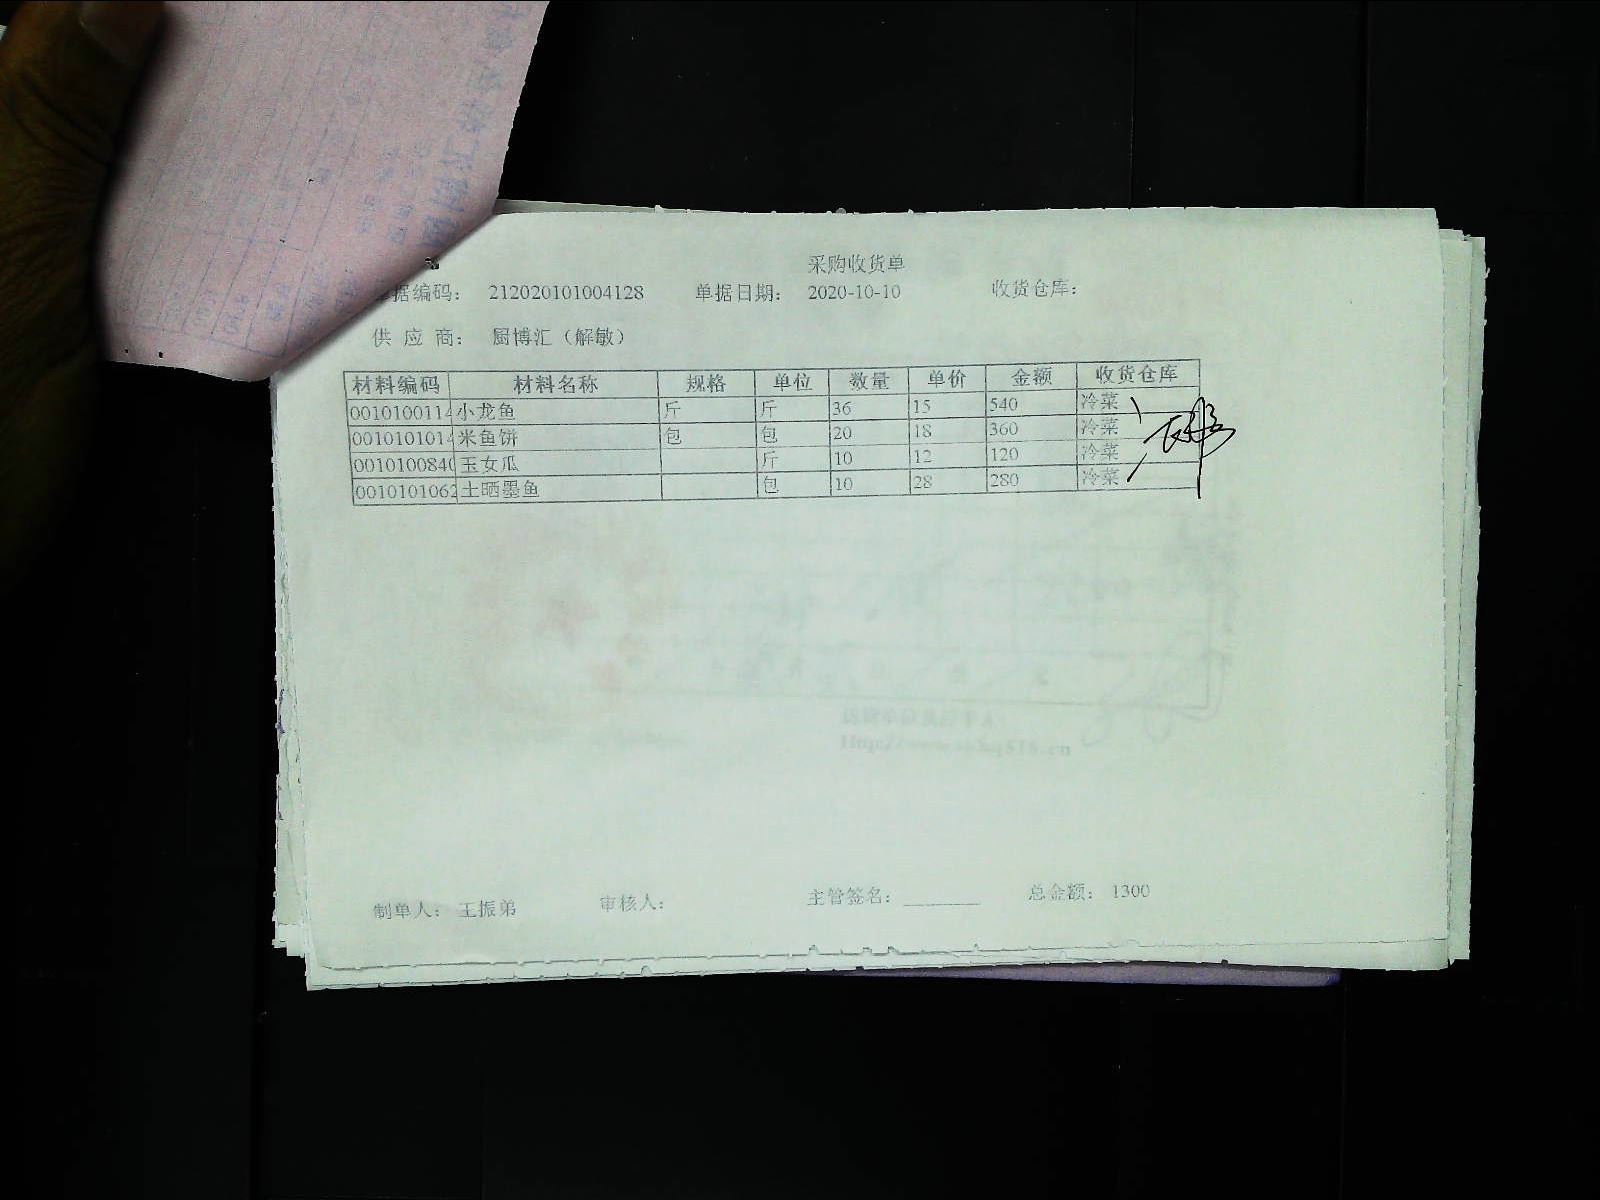 采购收货单
据编码： 212020101004128 单据日期： 2020-10-10 收货仓库：
供 应 商： 厨博汇（解敏）
材料编码 材料名称 规格 单位 数量 单价 金额 收货仓库
0010100114 小龙鱼 斤 斤 36 15 540 冷菜
0010101014 米鱼饼 包 包 20 18 360 冷菜
0010100840 玉女瓜 斤 10 12 120 冷菜
0010101062 土晒墨鱼 包 10 28 280 冷菜
制单人： 王振弟 审核人： 主管签名： 总金额： 1300